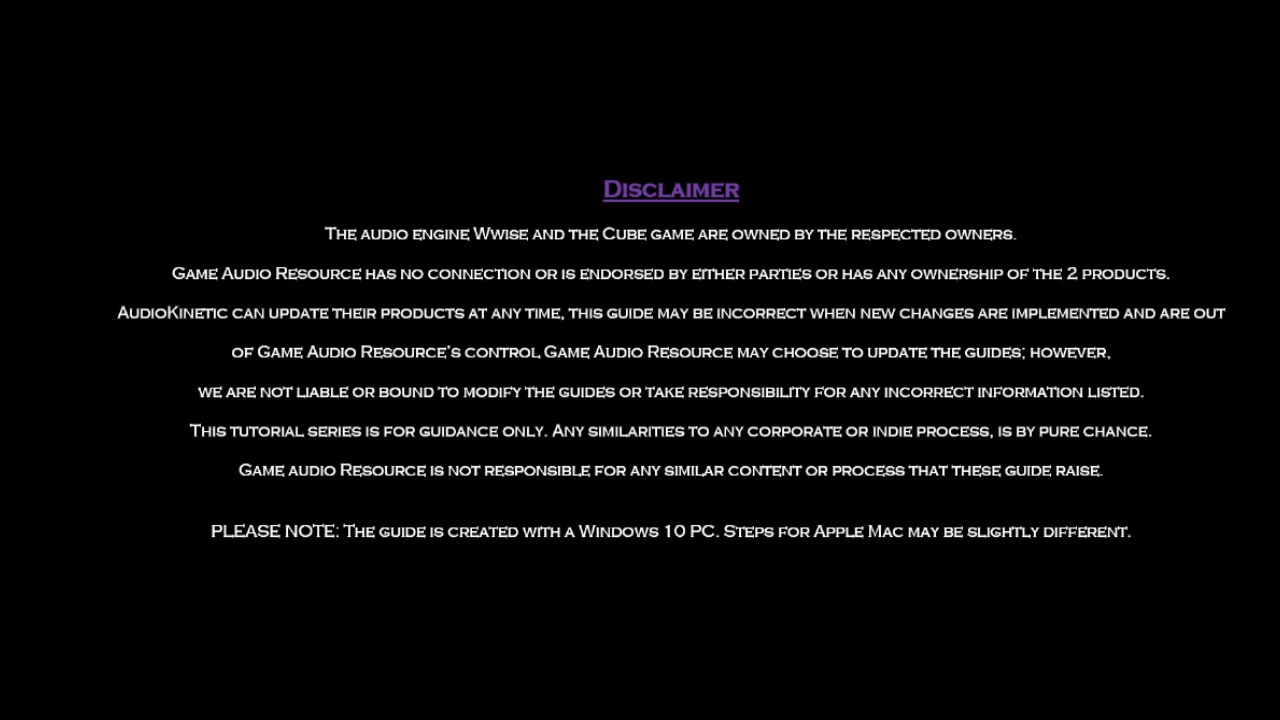 Disclaimer
The audio engine Wwise and the Cube game are owned by the respected owners.
Game Audio Resource has no connection or is endorsed by either parties or has any ownership of the 2 products.
AudioKinetic can update their products at any time, this guide may be incorrect when new changes are implemented and are out
of Game Audio Resource's control. Game Audio Resource may choose to update the guides; however,
we are not liable or bound to modify the guides or take responsibility for any incorrect information listed.
This tutorial series is for guidance only. Any similarities to any corporate or indie process, is by pure chance.
Game audio Resource is not responsible for any similar content or process that these guide raise.
PLEASE NOTE: The guide is created with a Windows 10 PC. Steps for Apple Mac may be slightly different.